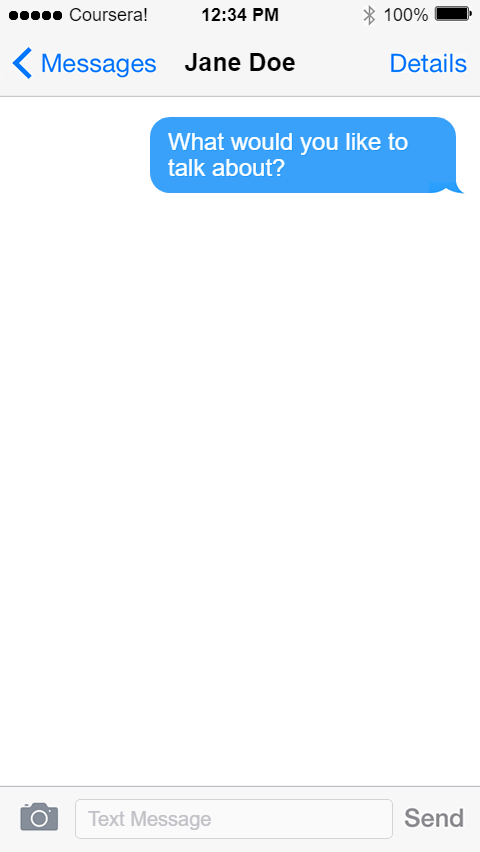 Coursera! 12:34 PM 100%
Messages Jane Doe Details
What would you like to
talk about?
Text Message Send